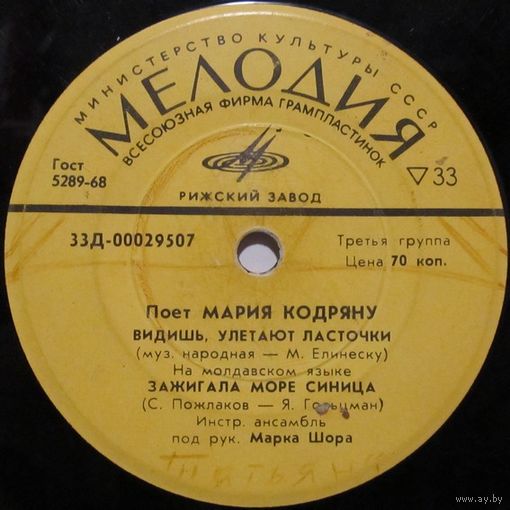 МИНИСТЕРСТВО КУЛЬТУРЫ СССР
МЕЛОДИЯ
ВСЕСОЮЗНАЯ ФИРМА ГРАМПЛАСТИНОК
Гост
5289-68
▽33
РИЖСКИЙ ЗАВОД
33Д-00029507
Третья группа
Цена 70 коп.
Поет МАРИЯ КОДРЯНУ
ВИДИШЬ, УЛЕТАЮТ ЛАСТОЧКИ
(муз. народная — М. Елинеску)
На молдавском языке
ЗАЖИГАЛА МОРЕ СИНИЦА
(С. Пожлаков — Я. Гольцман)
Инстр. ансамбль
под рук. Марка Шора
Татьяна
www.ay.by